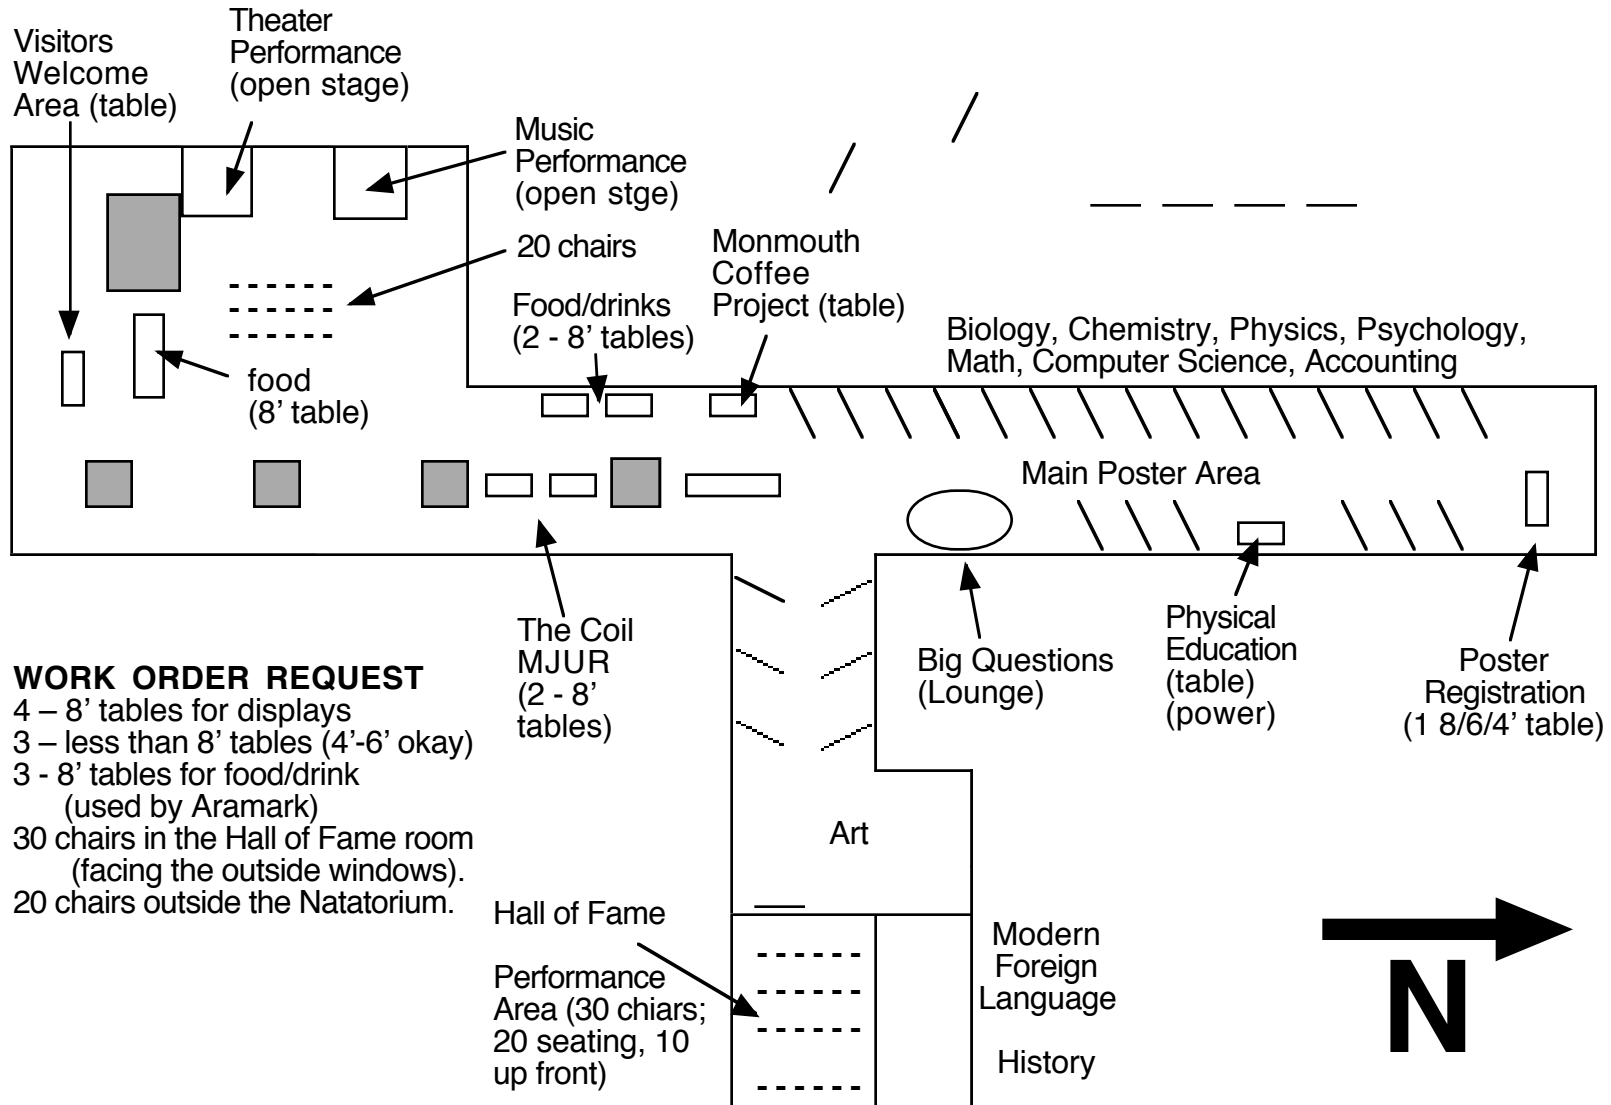 Visitors
Welcome
Area (table)
Theater
Performance
(open stage)
Music
Performance
(open stge)
20 chairs
Food/drinks
(2 - 8’ tables)
Monmouth
Coffee
Project (table)
Biology, Chemistry, Physics, Psychology,
Math, Computer Science, Accounting
food
(8’ table)
Main Poster Area
The Coil
MJUR
(2 - 8’
tables)
Big Questions
(Lounge)
Physical
Education
(table)
(power)
Poster
Registration
(1 8/6/4’ table)
WORK ORDER REQUEST
4 – 8’ tables for displays
3 – less than 8’ tables (4’-6’ okay)
3 - 8’ tables for food/drink
(used by Aramark)
30 chairs in the Hall of Fame room
(facing the outside windows).
20 chairs outside the Natatorium.
Art
Hall of Fame
Performance
Area (30 chiars;
20 seating, 10
up front)
Modern
Foreign
Language
History
N